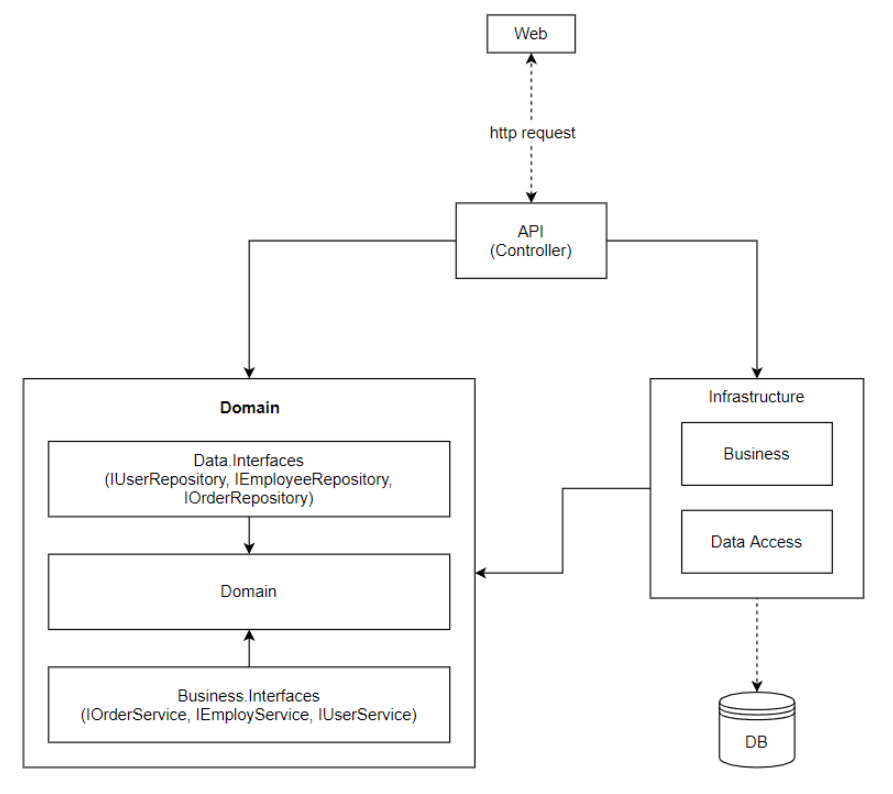 Web
http request
API
(Controller)
Domain
Data.Interfaces
(IUserRepository, IEmployeeRepository,
IOrderRepository)
Domain
Business.Interfaces
(IOrderService, IEmployService, IUserService)
Infrastructure
Business
Data Access
DB